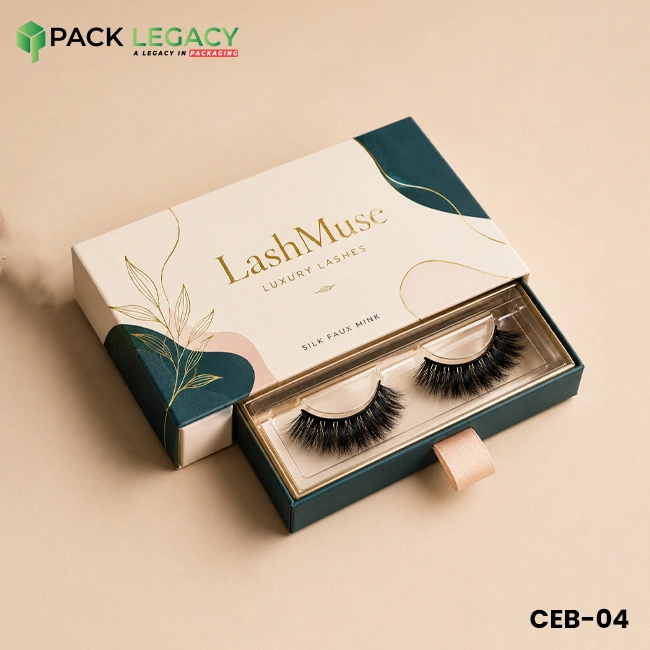 PACK LEGACY
A LEGACY IN PACKAGING
LashMuse
LUXURY LASHES
SILK FAUX MINK
CEB-04